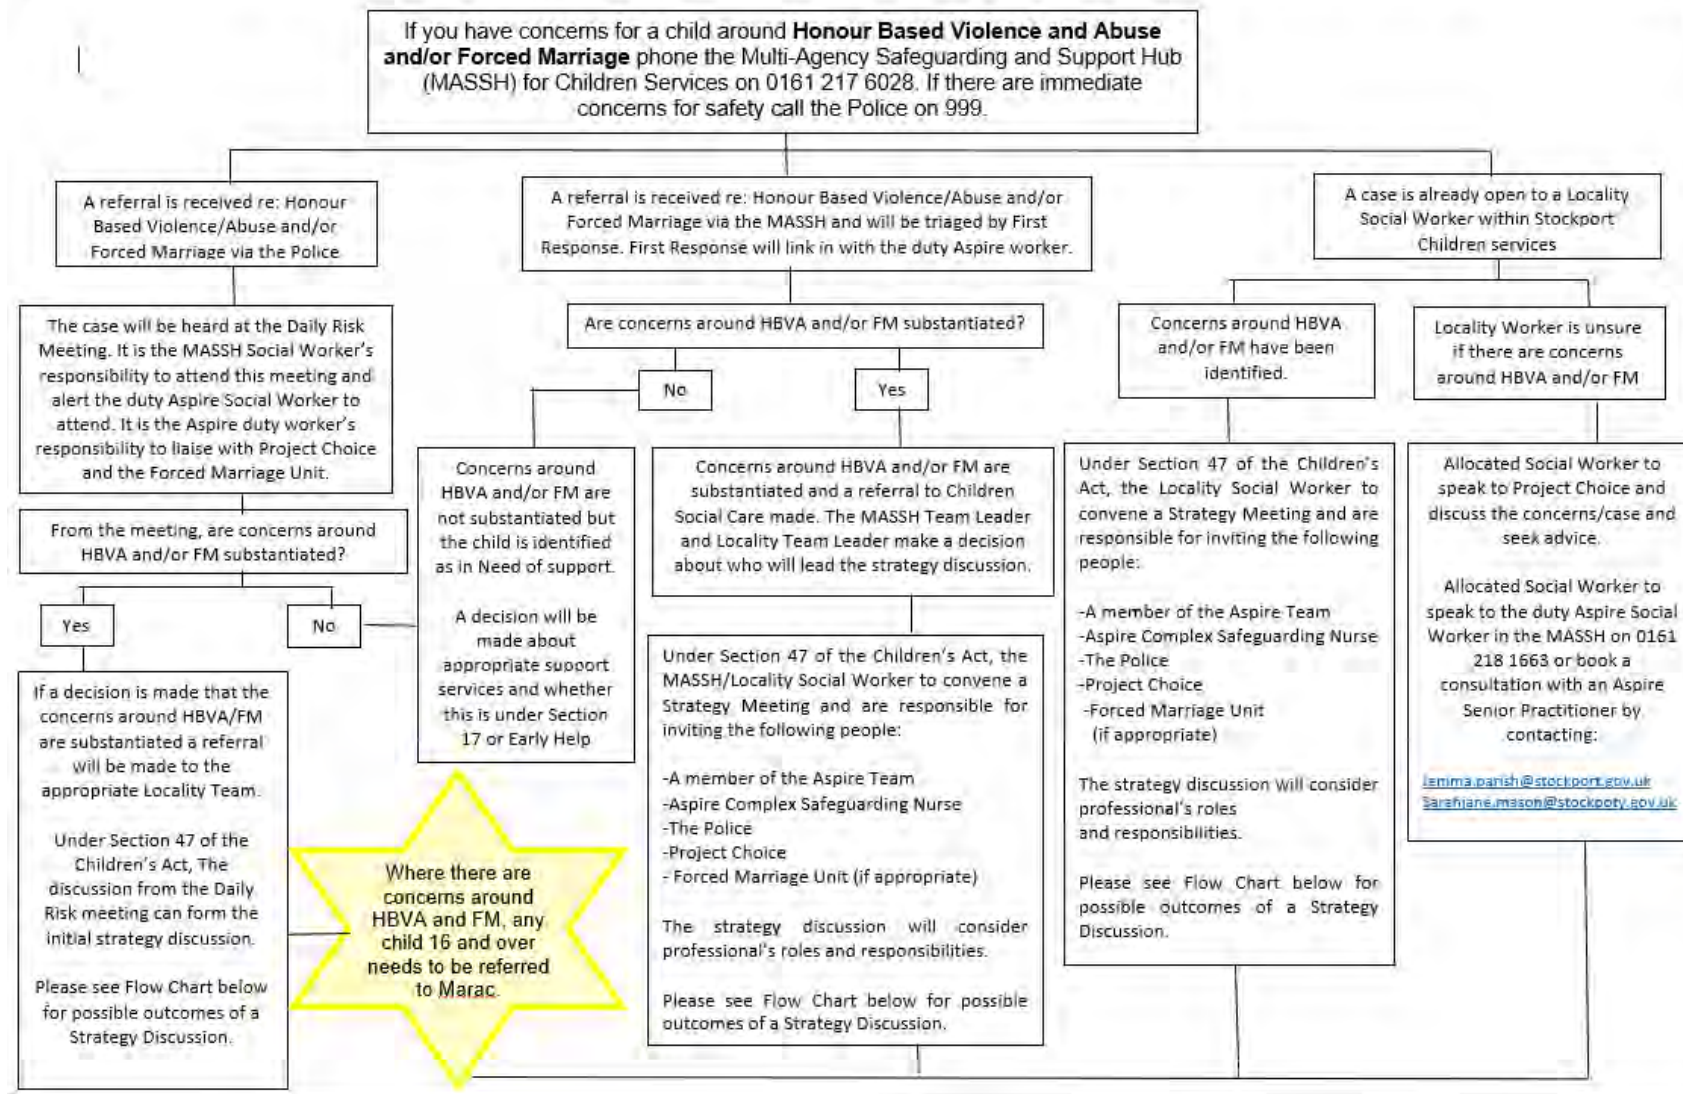 If you have concerns for a child around Honour Based Violence and Abuse
and/or Forced Marriage phone the Multi-Agency Safeguarding and Support Hub
(MASSH) for Children Services on 0161 217 6028. If there are immediate
concerns for safety call the Police on 999.
A referral is received re: Honour
Based Violence/Abuse and/or
Forced Marriage via the Police
The case will be heard at the Daily Risk
Meeting. It is the MASSH Social Worker's
responsibility to attend this meeting and
alert the duty Aspire Social Worker to
attend. It is the Aspire duty worker's
responsibility to liaise with Project Choice
and the Forced Marriage Unit.
From the meeting, are concerns around
HBVA and/or FM substantiated?
Yes
No
If a decision is made that the
concerns around HBVA/FM
are substantiated a referral
will be made to the
appropriate Locality Team.
Under Section 47 of the
Children's Act, The
discussion from the Daily
Risk meeting can form the
initial strategy discussion.
Please see Flow Chart below
for possible outcomes of a
Strategy Discussion.
A referral is received re: Honour Based Violence/Abuse and/or
Forced Marriage via the MASSH and will be triaged by First
Response. First Response will link in with the duty Aspire worker.
Are concerns around HBVA and/or FM substantiated?
No
Yes
Concerns around
HBVA and/or FM are
not substantiated but
the child is identified
as in Need of support.
A decision will be
made about
appropriate support
services and whether
this is under Section
17 or Early Help
Where there are
concerns around
HBVA and FM, any
child 16 and over
needs to be referred
to Marac.
Concerns around HBVA and/or FM are
substantiated and a referral to Children
Social Care made. The MASSH Team Leader
and Locality Team Leader make a decision
about who will lead the strategy discussion.
Under Section 47 of the Children's Act, the
MASSH/Locality Social Worker to convene a
Strategy Meeting and are responsible for
inviting the following people:
-A member of the Aspire Team
-Aspire Complex Safeguarding Nurse
-The Police
-Project Choice
- Forced Marriage Unit (if appropriate)
The strategy discussion will consider
professional's roles and responsibilities.
Please see Flow Chart below for possible
outcomes of a Strategy Discussion.
A case is already open to a Locality
Social Worker within Stockport
Children services
Concerns around HBVA
and/or FM have been
identified.
Under Section 47 of the Children's
Act, the Locality Social Worker to
convene a Strategy Meeting and are
responsible for inviting the following
people:
-A member of the Aspire Team
-Aspire Complex Safeguarding Nurse
-The Police
-Project Choice
-Forced Marriage Unit
(if appropriate)
The strategy discussion will consider
professional's roles
and responsibilities.
Please see Flow Chart below for
possible outcomes of a Strategy
Discussion.
Locality Worker is unsure
if there are concerns
around HBVA and/or FM
Allocated Social Worker to
speak to Project Choice and
discuss the concerns/case and
seek advice.
Allocated Social Worker to
speak to the duty Aspire Social
Worker in the MASSH on 0161
218 1663 or book a
consultation with an Aspire
Senior Practitioner by
contacting:
jemima.parish@stockport.gov.uk
Sarahjane.mason@stockpoty.gov.uk